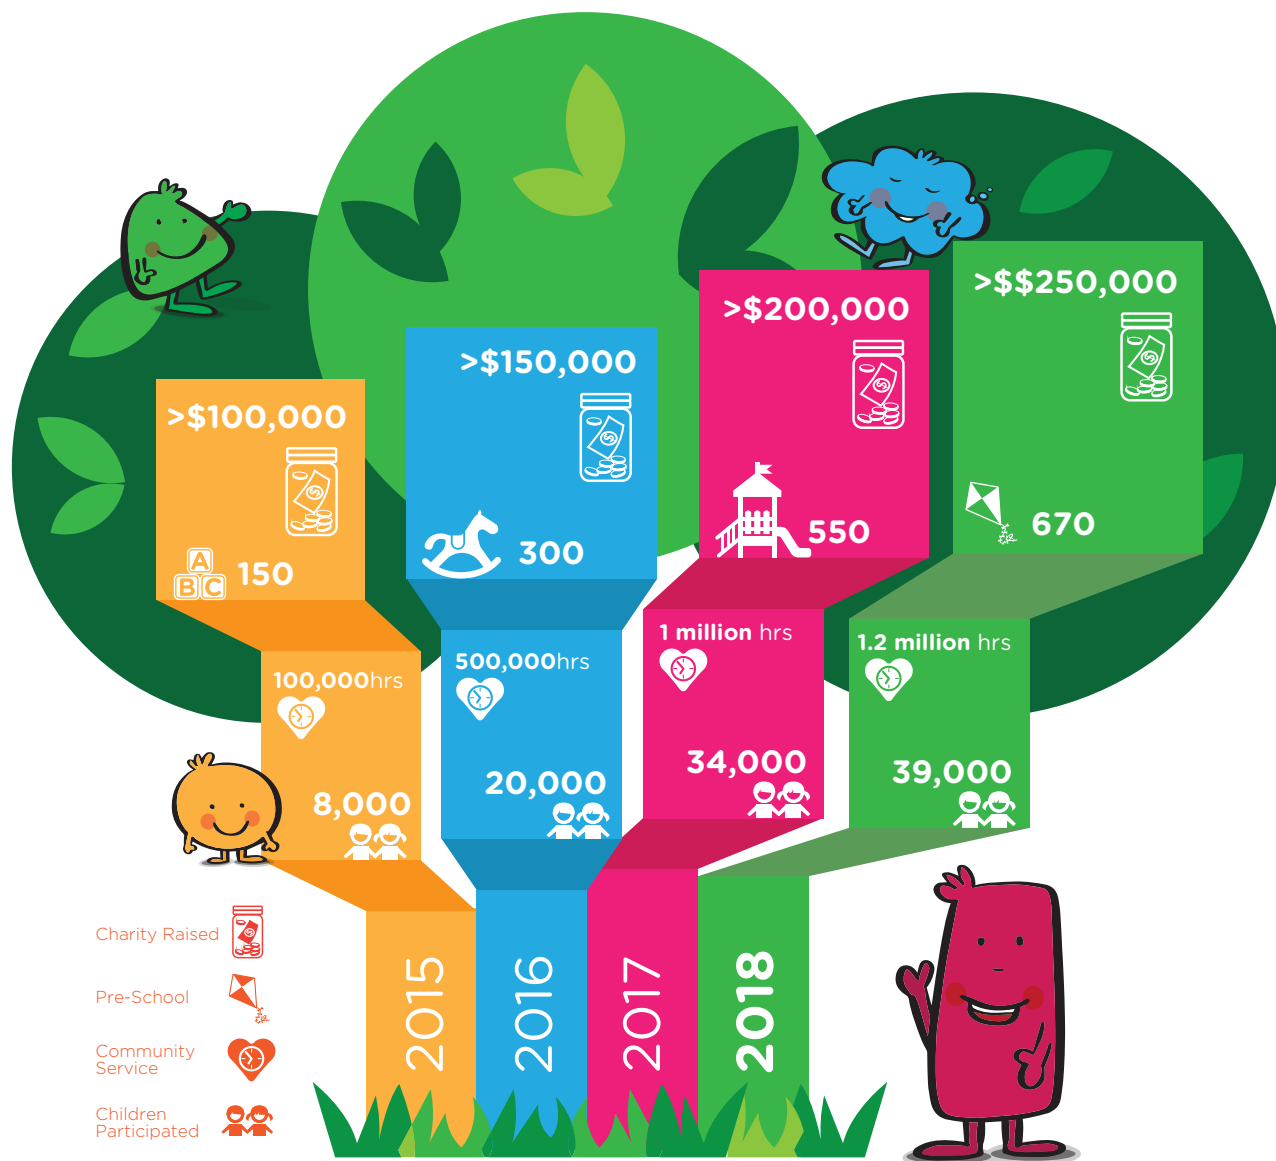 >$100,000
A
B C
150
100,000hrs
8,000
2015
>$150,000
300
500,000hrs
20,000
2016
>$200,000
550
1 million hrs
34,000
2017
>$$250,000
670
1.2 million hrs
39,000
2018
Charity Raised
Pre-School
Community
Service
Children
Participated